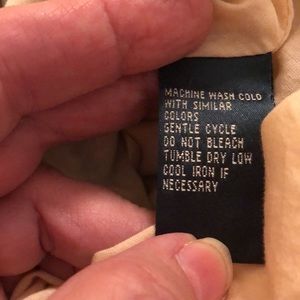 MACHINE WASH COLD
WITH SIMILAR
COLORS
GENTLE CYCLE
DO NOT BLEACH
TUMBLE DRY LOW
COOL IRON IF
NECESSARY